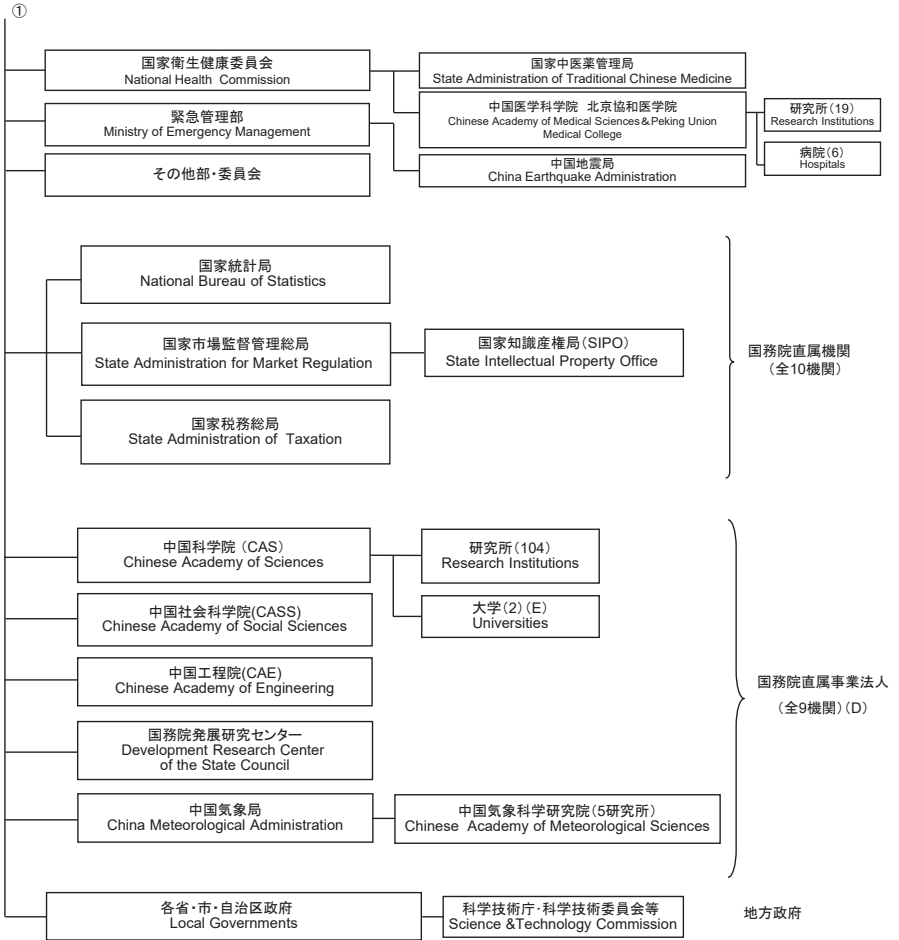 ①
国家衛生健康委員会
National Health Commission
国家中医薬管理局
State Administration of Traditional Chinese Medicine
中国医学科学院 北京協和医学院
Chinese Academy of Medical Sciences＆Peking Union
Medical College
研究所(19)
Research Institutions
病院(6)
Hospitals
緊急管理部
Ministry of Emergency Management
中国地震局
China Earthquake Administration
その他部・委員会
国家統計局
National Bureau of Statistics
国家市場監督管理総局
State Administration for Market Regulation
国家知識産権局(SIPO)
State Intellectual Property Office
国家税務総局
State Administration of Taxation
国務院直属機関
(全10機関)
中国科学院 (CAS)
Chinese Academy of Sciences
研究所(104)
Research Institutions
大学(2)(E)
Universities
中国社会科学院(CASS)
Chinese Academy of Social Sciences
中国工程院(CAE)
Chinese Academy of Engineering
国務院発展研究センター
Development Research Center
of the State Council
中国気象局
China Meteorological Administration
中国気象科学研究院(5研究所)
Chinese Academy of Meteorological Sciences
国務院直属事業法人
(全9機関)(D)
各省・市・自治区政府
Local Governments
科学技術庁・科学技術委員会等
Science &Technology Commission
地方政府